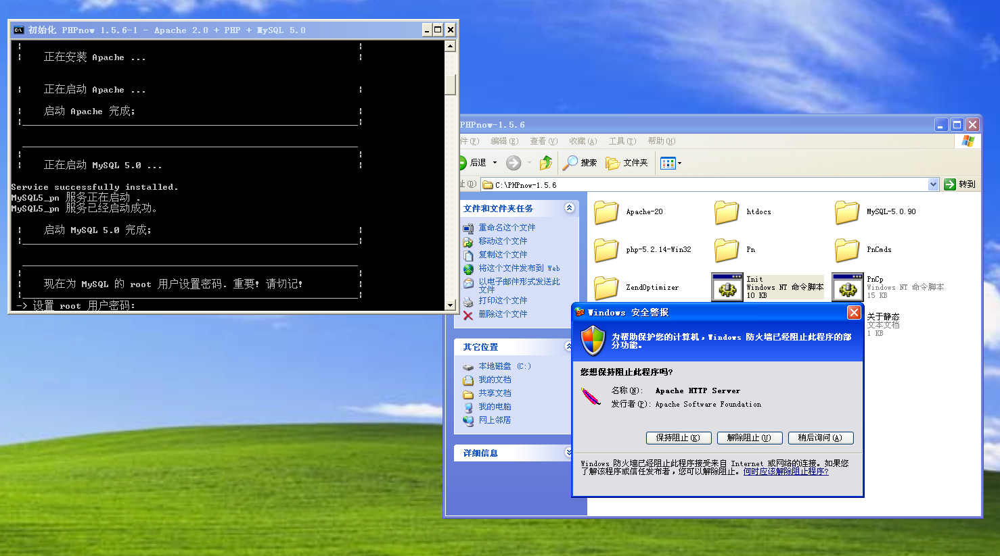 初始化 PHPnow 1.5.6-1 - Apache 2.0 + PHP + MySQL 5.0
正在安装 Apache ...
正在启动 Apache ...
启动 Apache 完成;
正在启动 MySQL 5.0 ...
Service successfully installed.
MySQL5_pn 服务正在启动 .
MySQL5_pn 服务已经启动成功。
启动 MySQL 5.0 完成;
现在为 MySQL 的 root 用户设置密码. 重要! 请切记!
-> 设置 root 用户密码:
PHPnow-1.5.6
件(F) 编辑(E) 查看(V) 收藏(A) 工具(T) 帮助(H)
后退 搜索 文件夹
址(D) C:\PHPnow-1.5.6 转到
文件和文件夹任务
重命名这个文件
移动这个文件
复制这个文件
将这个文件发布到 Web
以电子邮件形式发送此
文件
打印这个文件
删除这个文件
其它位置
本地磁盘 (C:)
我的文档
共享文档
我的电脑
网上邻居
详细信息
Apache-20 htdocs MySQL-5.0.90
php-5.2.14-Win32 Pn PnCmds
ZendOptimizer
Init
Windows NT 命令脚本
10 KB
PnCp
Windows NT 命令脚本
15 KB
关于静态
文本文档
1 KB
Windows 安全警报
为帮助保护您的计算机，Windows 防火墙已经阻止此程序的部
分功能。
您想保持阻止此程序吗?
名称(N): Apache HTTP Server
发行者(P): Apache Software Foundation
保持阻止(K) 解除阻止(U) 稍后询问(A)
Windows 防火墙已经阻止此程序接受来自 Internet 或网络的连接。如果您
了解该程序或信任发布者，您可以解除阻止。何时应该解除阻止程序?